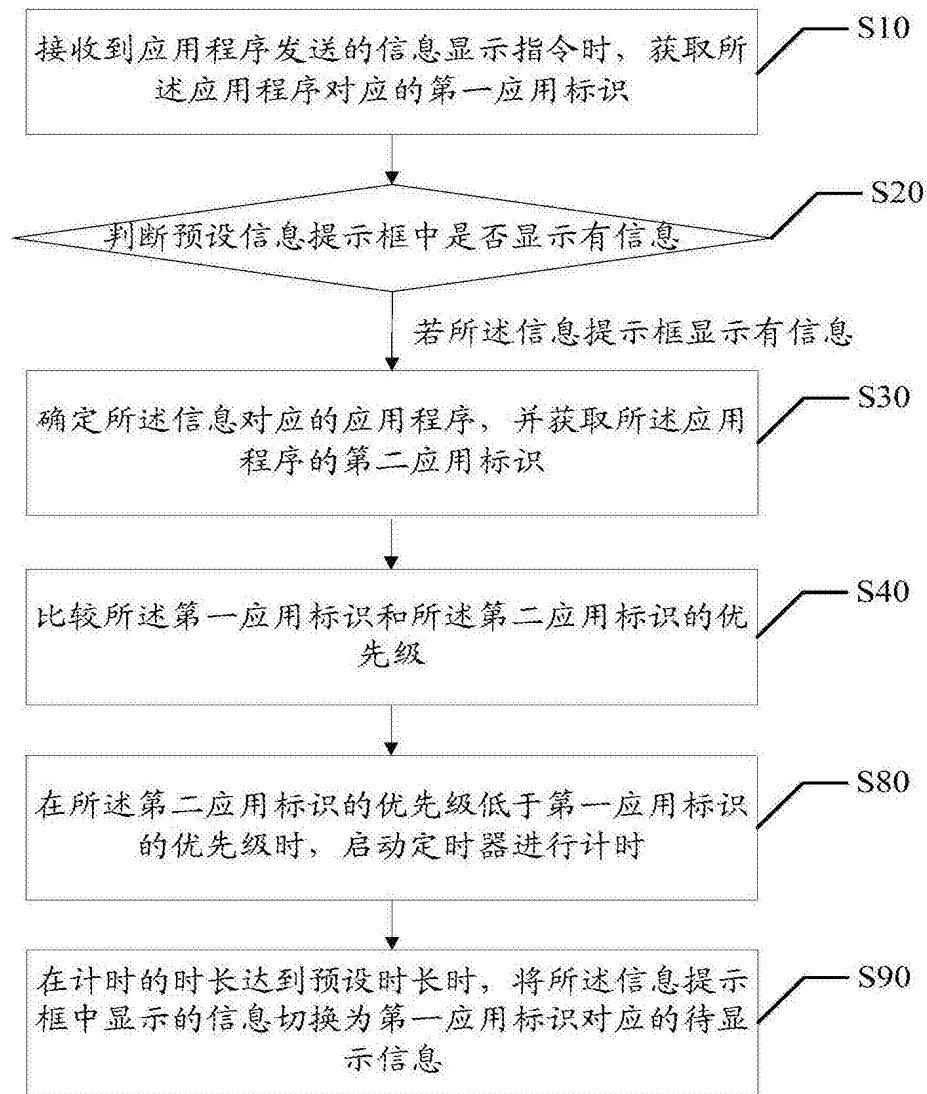 接收到应用程序发送的信息显示指令时，获取所
述应用程序对应的第一应用标识
S10
判断预设信息提示框中是否显示有信息
S20
若所述信息提示框显示有信息
确定所述信息对应的应用程序，并获取所述应用
程序的第二应用标识
S30
比较所述第一应用标识和所述第二应用标识的优
先级
S40
在所述第二应用标识的优先级低于第一应用标识
的优先级时，启动定时器进行计时
S80
在计时的时长达到预设时长时，将所述信息提示
框中显示的信息切换为第一应用标识对应的待显
示信息
S90